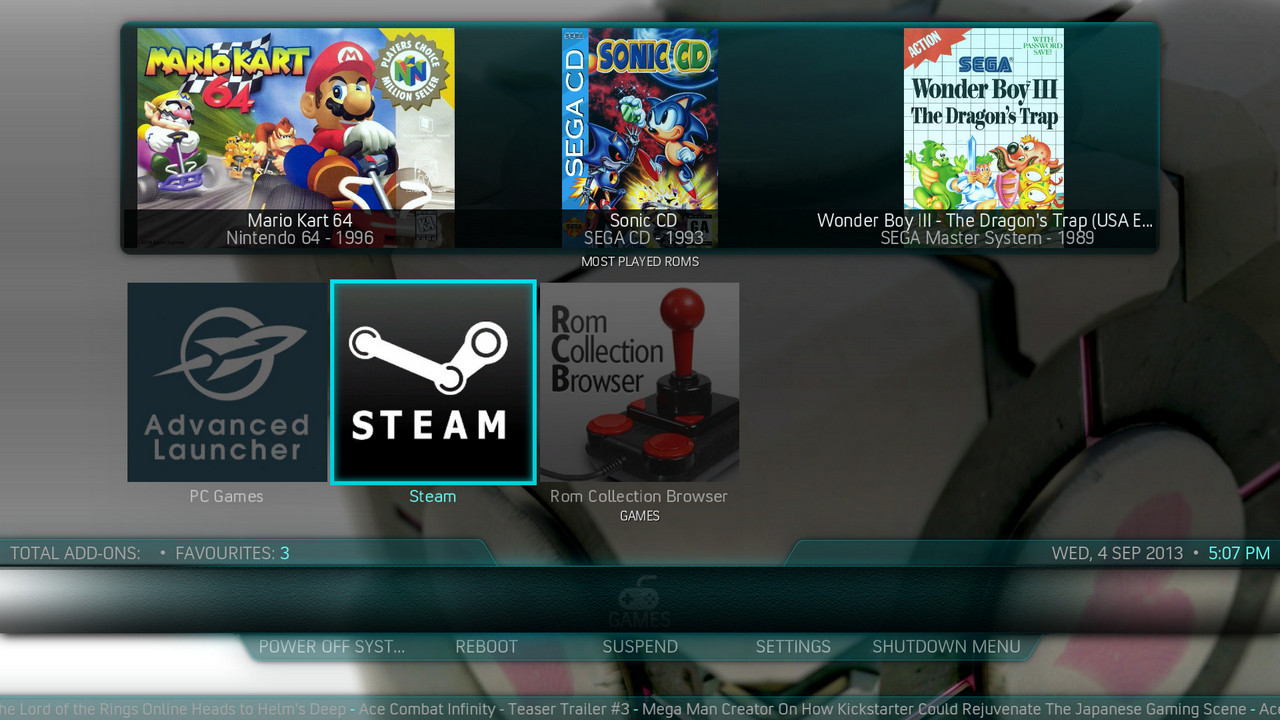 MARIO KART
64
PLAYERS CHOICE
MILLION SELLER
SEGA CD
SONIC CD
ACTION
WITH
PASSWORD
SAVE!
SEGA
Wonder Boy III
The Dragon's Trap
Mario Kart 64
Nintendo 64 - 1996
Sonic CD
SEGA CD - 1993
Wonder Boy III - The Dragon's Trap (USA E...
SEGA Master System - 1989
MOST PLAYED ROMS
Advanced
Launcher
STEAM
Rom
Collection
Browser
PC Games
Steam
Rom Collection Browser
GAMES
TOTAL ADD-ONS: • FAVOURITES: 3
WED, 4 SEP 2013 • 5:07 PM
GAMES
POWER OFF SYST... REBOOT SUSPEND SETTINGS SHUTDOWN MENU
he Lord of the Rings Online Heads to Helm's Deep - Ace Combat Infinity - Teaser Trailer #3 - Mega Man Creator On How Kickstarter Could Rejuvenate The Japanese Gaming Scene - Ac